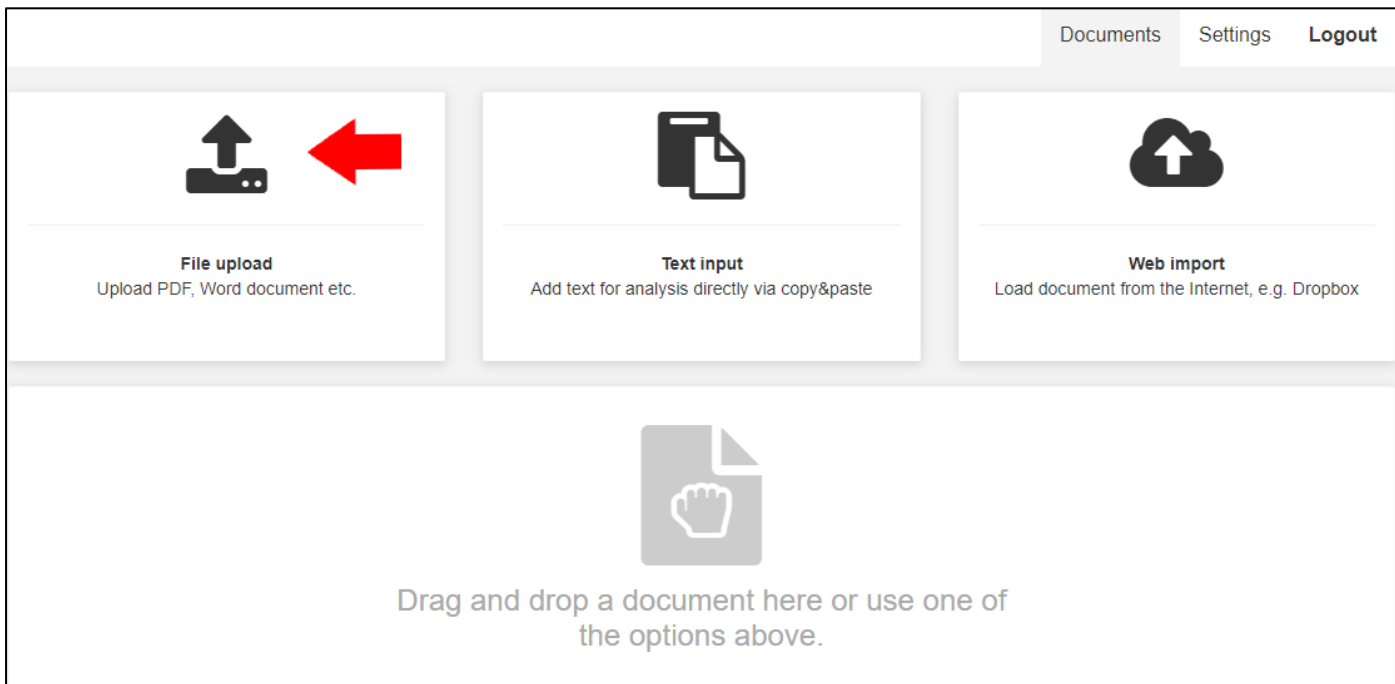 Documents Settings Logout
File upload
Upload PDF, Word document etc.
Text input
Add text for analysis directly via copy&paste
Web import
Load document from the Internet, e.g. Dropbox
Drag and drop a document here or use one of
the options above.